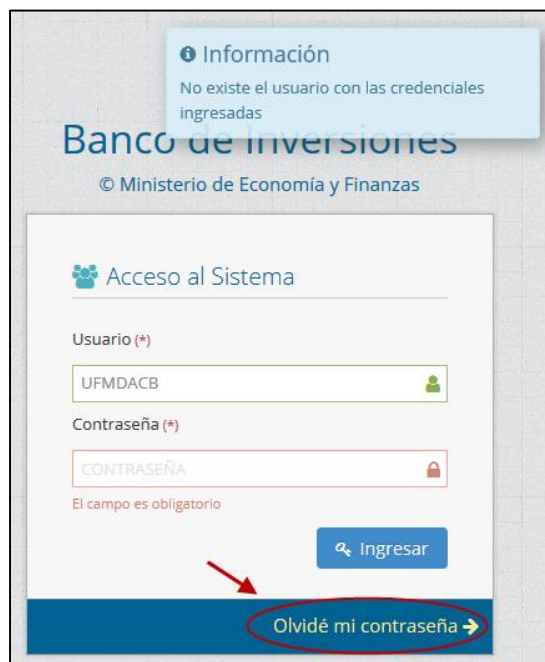 Información
No existe el usuario con las credenciales
ingresadas
Banco de Inversiones
© Ministerio de Economía y Finanzas
Acceso al Sistema
Usuario (*)
UFMDACB
Contraseña (*)
CONTRASEÑA
El campo es obligatorio
Ingresar
Olvidé mi contraseña